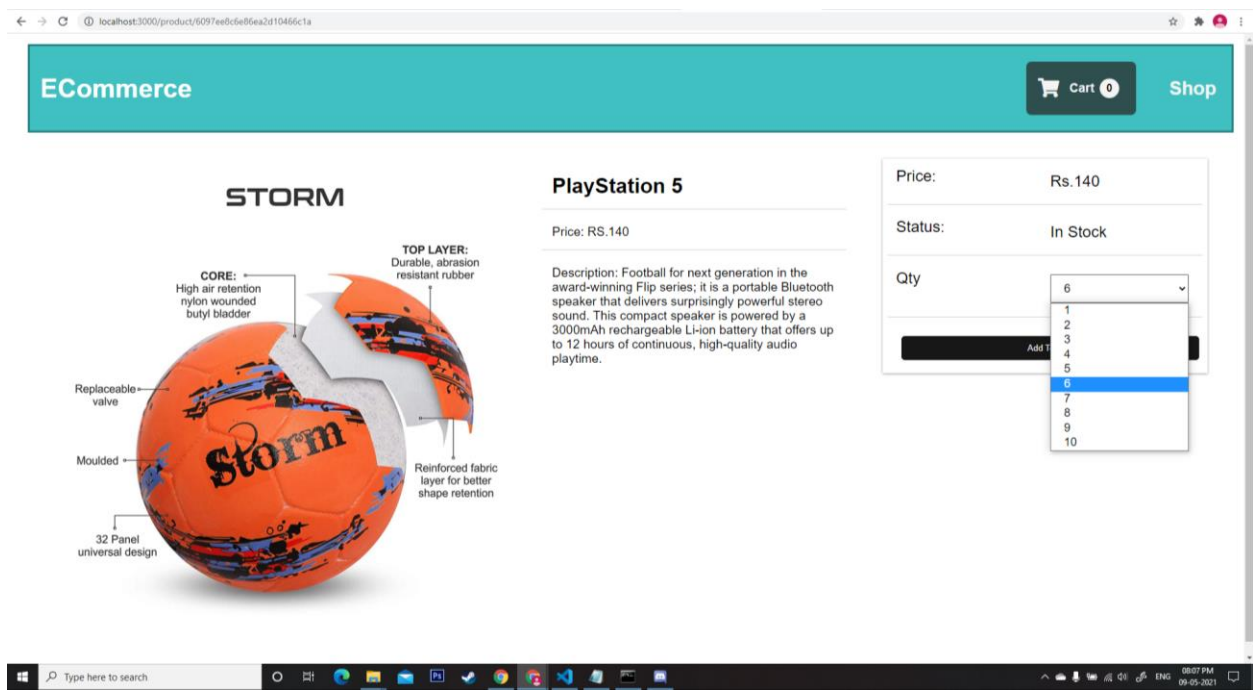 localhost:3000/product/6097ee8c6e86ea2d10466c1a
ECommerce
Cart 0
Shop
STORM
CORE:
High air retention
nylon wounded
butyl bladder
TOP LAYER:
Durable, abrasion
resistant rubber
Replaceable
valve
Moulded
32 Panel
universal design
Storm
Reinforced fabric
layer for better
shape retention
PlayStation 5
Price: RS.140
Description: Football for next generation in the
award-winning Flip series; it is a portable Bluetooth
speaker that delivers surprisingly powerful stereo
sound. This compact speaker is powered by a
3000mAh rechargeable Li-ion battery that offers up
to 12 hours of continuous, high-quality audio
playtime.
Price: Rs.140
Status: In Stock
Qty 6
1
2
3
4
5
6
7
8
9
10
Add T
Type here to search
Ps
ENG
08:07 PM
09-05-2021